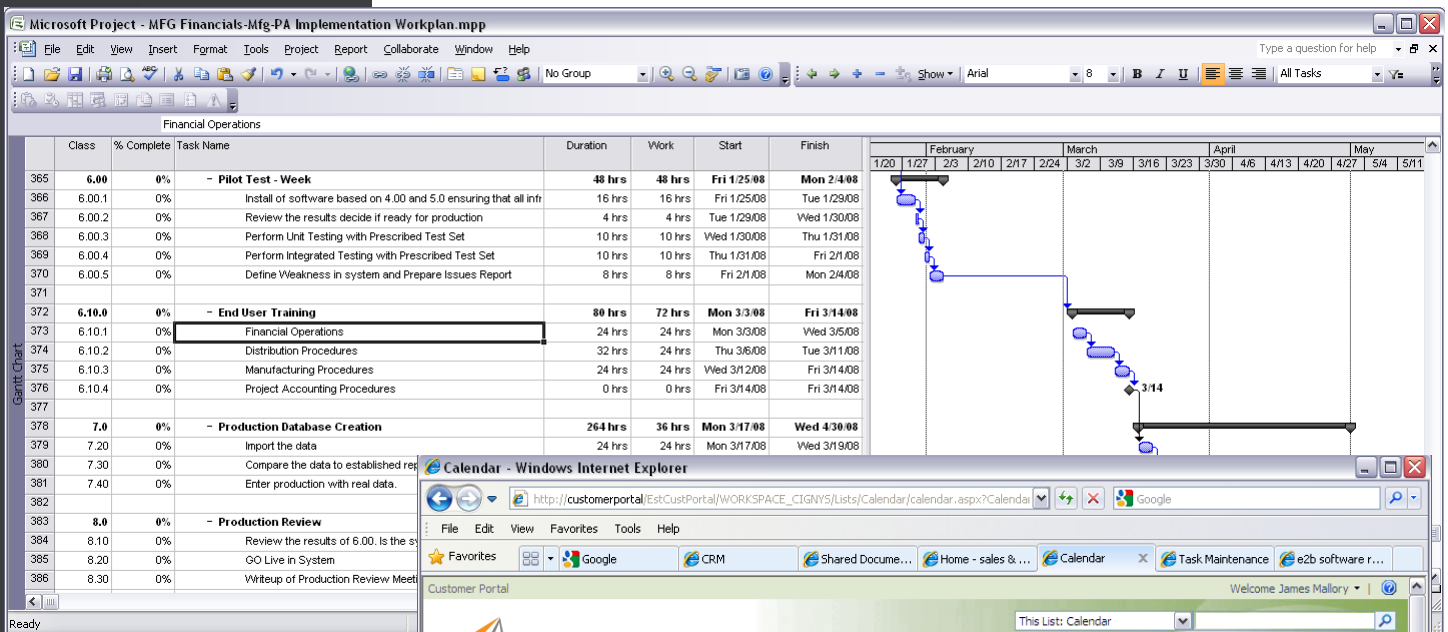 Microsoft Project - MFG Financials-Mfg-PA Implementation Workplan.mpp
File Edit View Insert Format Tools Project Report Collaborate Window Help Type a question for help
No Group Show Arial 8 B I U All Tasks
Financial Operations
Class % Complete Task Name Duration Work Start Finish February March April May
1/20 1/27 2/3 2/10 2/17 2/24 3/2 3/9 3/16 3/23 3/30 4/6 4/13 4/20 4/27 5/4 5/11
365 6.00 0% - Pilot Test - Week 48 hrs 48 hrs Fri 1/25/08 Mon 2/4/08
366 6.00.1 0% Install of software based on 4.00 and 5.0 ensuring that all infr 16 hrs 16 hrs Fri 1/25/08 Tue 1/29/08
367 6.00.2 0% Review the results decide if ready for production 4 hrs 4 hrs Tue 1/29/08 Wed 1/30/08
368 6.00.3 0% Perform Unit Testing with Prescribed Test Set 10 hrs 10 hrs Wed 1/30/08 Thu 1/31/08
369 6.00.4 0% Perform Integrated Testing with Prescribed Test Set 10 hrs 10 hrs Thu 1/31/08 Fri 2/1/08
370 6.00.5 0% Define Weakness in system and Prepare Issues Report 8 hrs 8 hrs Fri 2/1/08 Mon 2/4/08
371
372 6.10.0 0% - End User Training 80 hrs 72 hrs Mon 3/3/08 Fri 3/14/08
373 6.10.1 0% Financial Operations 24 hrs 24 hrs Mon 3/3/08 Wed 3/5/08
374 6.10.2 0% Distribution Procedures 32 hrs 24 hrs Thu 3/6/08 Tue 3/11/08
375 6.10.3 0% Manufacturing Procedures 24 hrs 24 hrs Wed 3/12/08 Fri 3/14/08
376 6.10.4 0% Project Accounting Procedures 0 hrs 0 hrs Fri 3/14/08 Fri 3/14/08 3/14
Gantt Chart
377
378 7.0 0% - Production Database Creation 264 hrs 36 hrs Mon 3/17/08 Wed 4/30/08
379 7.20 0% Import the data 24 hrs 24 hrs Mon 3/17/08 Wed 3/19/08
380 7.30 0% Compare the data to established rep
381 7.40 0% Enter production with real data.
382
383 8.0 0% - Production Review
384 8.10 0% Review the results of 6.00. Is the sy
385 8.20 0% GO Live in System
386 8.30 0% Writeup of Production Review Meeti
Ready
Calendar - Windows Internet Explorer
http://customerportal/EstCustPortal/WORKSPACE_CIGNYS/Lists/Calendar/calendar.aspx?Calendar Google
File Edit View Favorites Tools Help
Favorites Google CRM Shared Docume... Home - sales & ... Calendar X Task Maintenance e2b software r...
Customer Portal Welcome James Mallory
This List: Calendar